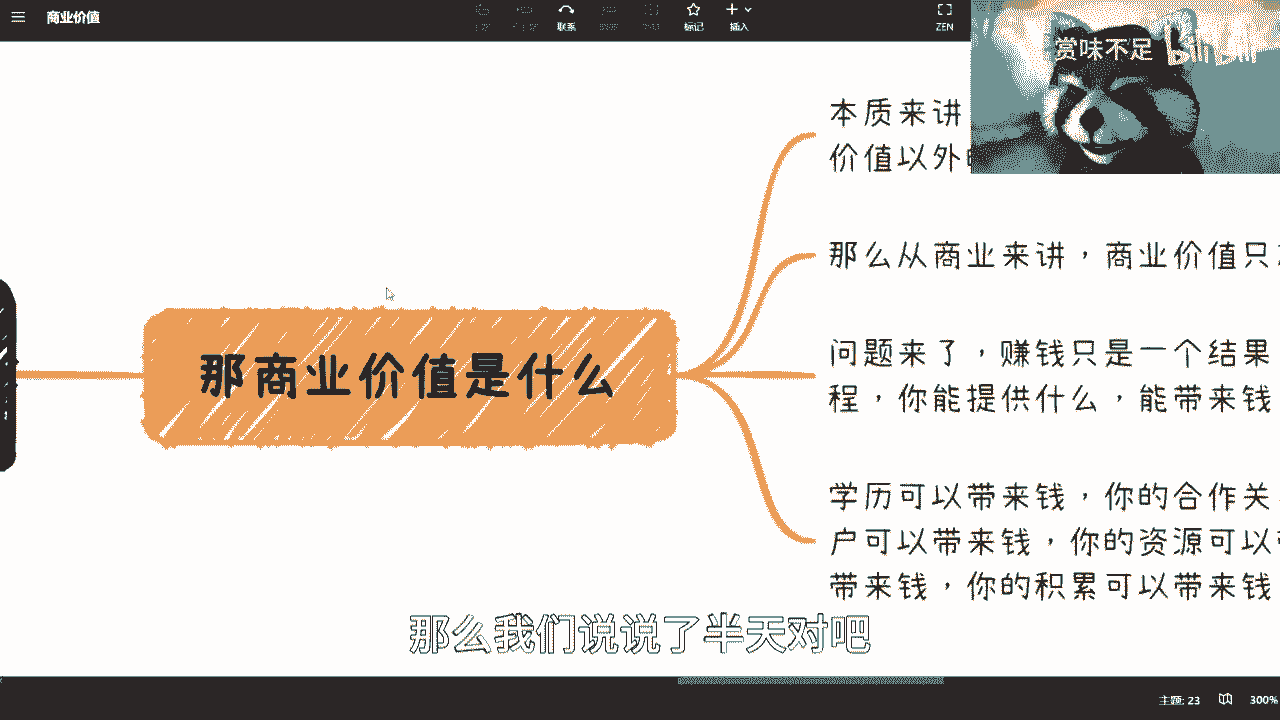 商业价值
联系
标记
插入
ZEN
赏味不足 bilibili
本质来讲
价值以外
那么从商业来讲，商业价值只
那商业价值是什么
问题来了，赚钱只是一个结果
程，你能提供什么，能带来钱
学历可以带来钱，你的合作关
户可以带来钱，你的资源可以
带来钱，你的积累可以带来钱
那么我们说说了半天对吧
主题: 23
300%